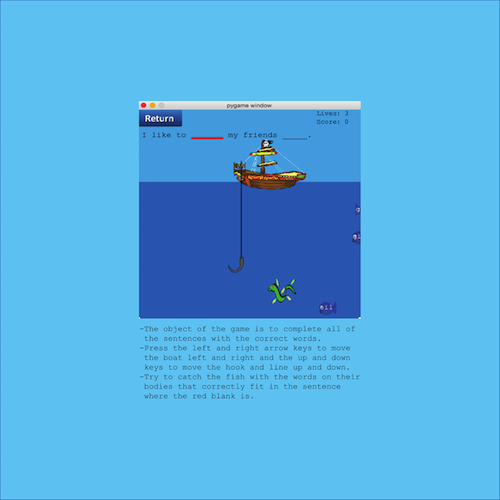 pygame window
Return
Lives: 3
Score: 0
I like to _____ my friends _____.
-The object of the game is to complete all of
the sentences with the correct words.
-Press the left and right arrow keys to move
the boat left and right and the up and down
keys to move the hook and line up and down.
-Try to catch the fish with the words on their
bodies that correctly fit in the sentence
where the red blank is.